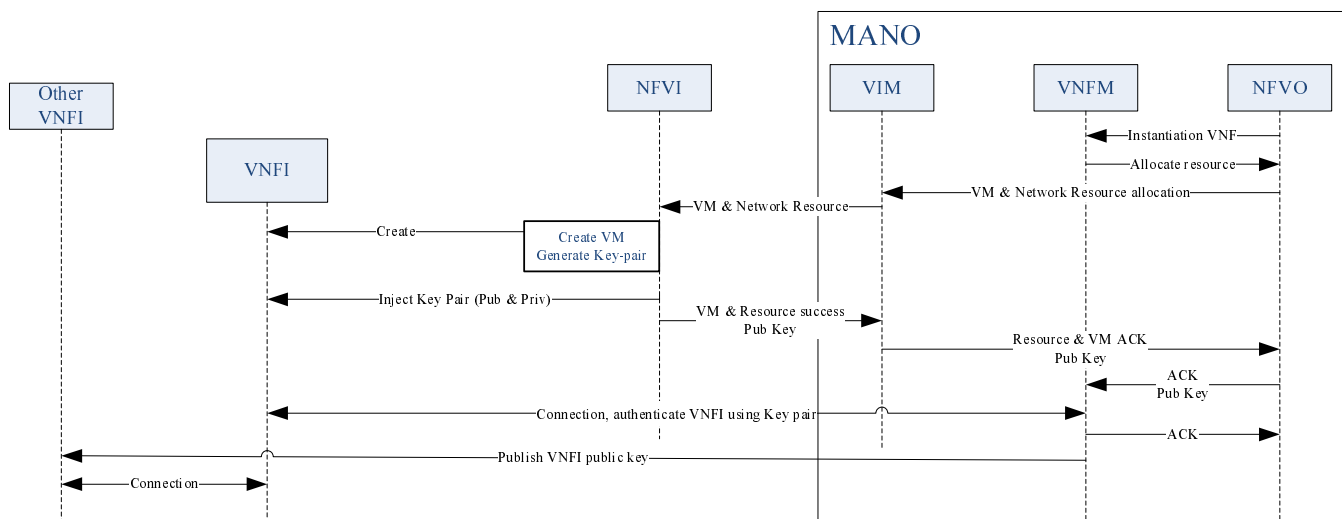 MANO
NFVI
VIM
VNFM
NFVO
Other
VNFI
VNFI
Instantiation VNF
Allocate resource
VM & Network Resource allocation
VM & Network Resource
Create
Create VM
Generate Key-pair
Inject Key Pair (Pub & Priv)
VM & Resource success
Pub Key
Resource & VM ACK
Pub Key
ACK
Pub Key
Connection, authenticate VNFI using Key pair
ACK
Publish VNFI public key
Connection